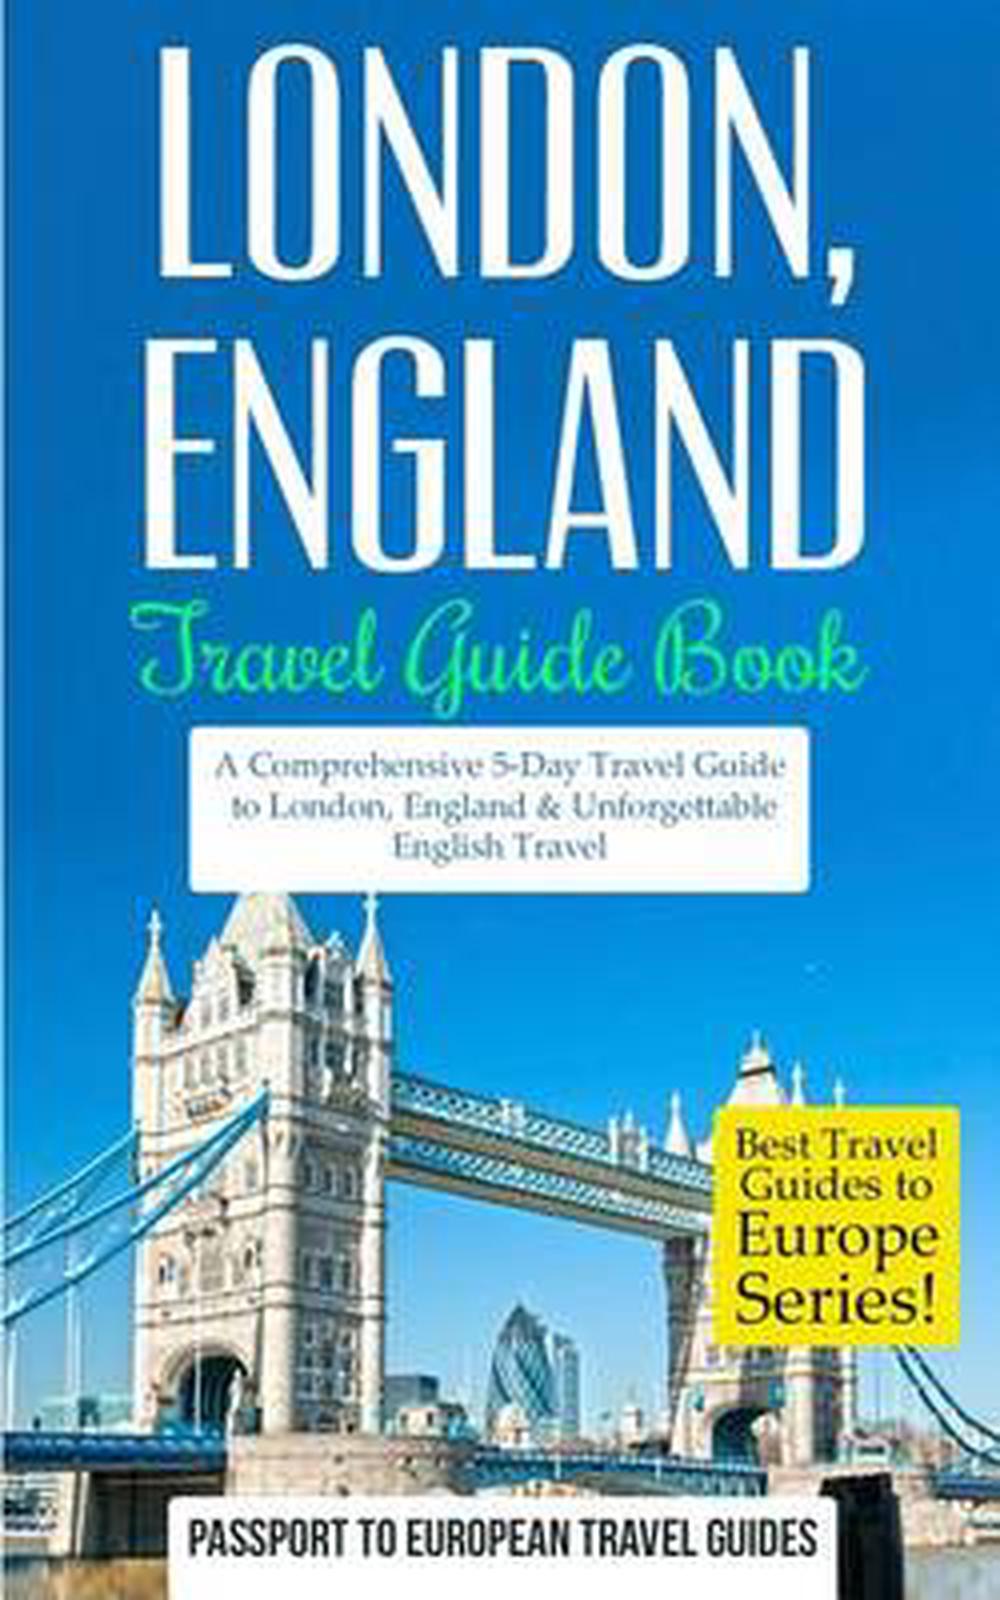 LONDON,
ENGLAND
Travel Guide Book
A Comprehensive 5-Day Travel Guide
to London, England & Unforgettable
English Travel
Best Travel
Guides to
Europe
Series!
PASSPORT TO EUROPEAN TRAVEL GUIDES